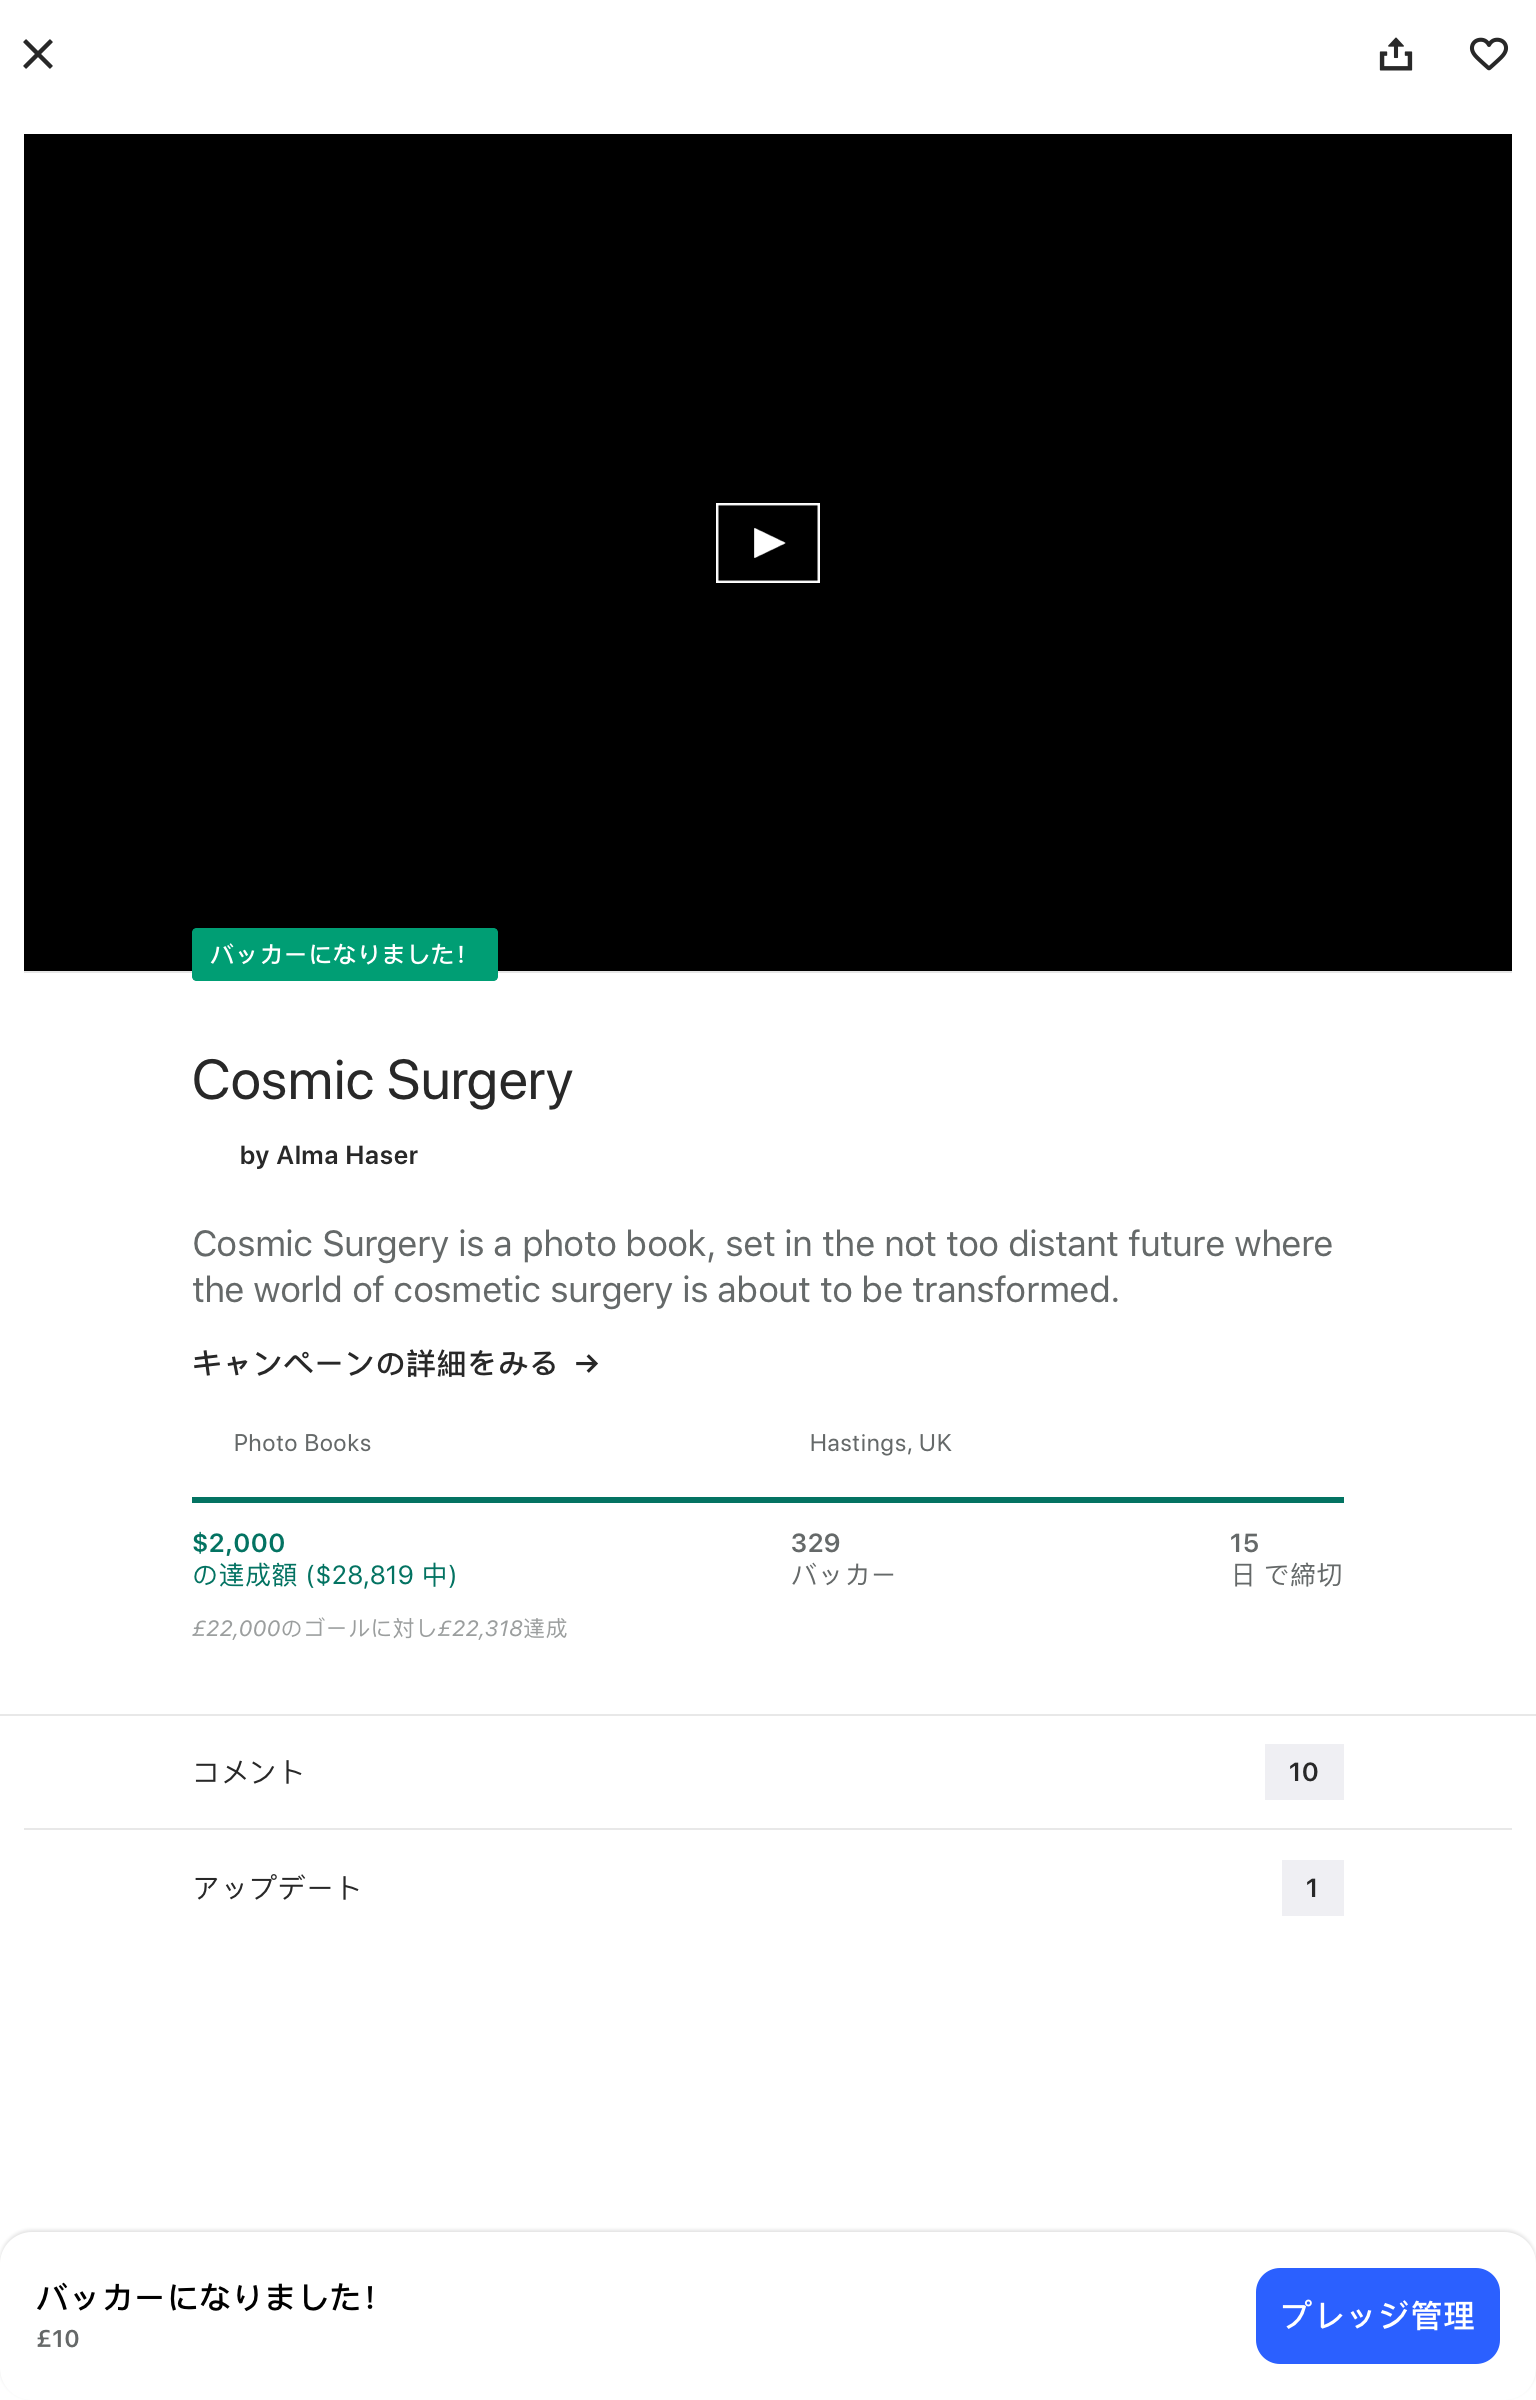 バッカーになりました!
Cosmic Surgery
by Alma Haser
Cosmic Surgery is a photo book, set in the not too distant future where
the world of cosmetic surgery is about to be transformed.
キャンペーンの詳細をみる →
Photo Books
Hastings, UK
$2,000
の達成額 ($28,819 中)
329
バッカー
15
日 で締切
£22,000のゴールに対し£22,318達成
コメント
10
アップデート
1
バッカーになりました!
£10
プレッジ管理